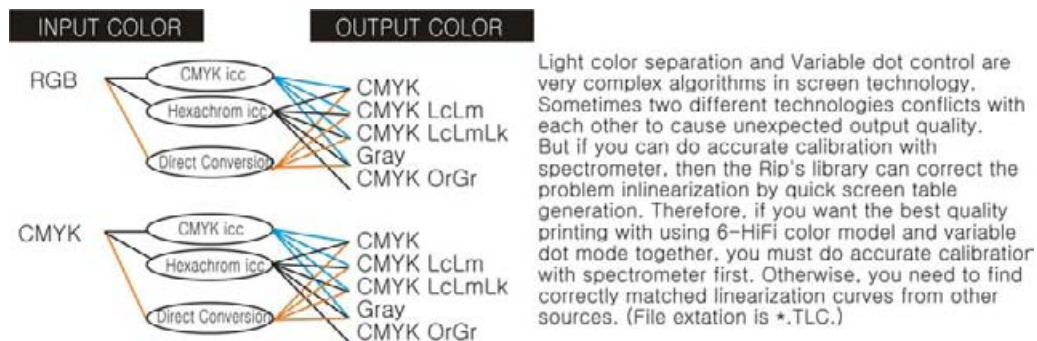 INPUT COLOR
OUTPUT COLOR
RGB
CMYK icc
Hexachrom icc
Direct Conversion
CMYK
CMYK LcLm
CMYK LcLmLk
Gray
CMYK OrGr
CMYK
CMYK icc
Hexachrom icc
Direct Conversion
CMYK
CMYK LcLm
CMYK LcLmLk
Gray
CMYK OrGr
Light color separation and Variable dot control are
very complex algorithms in screen technology.
Sometimes two different technologies conflicts with
each other to cause unexpected output quality.
But if you can do accurate calibration with
spectrometer, then the Rip's library can correct the
problem inlinearization by quick screen table
generation. Therefore, if you want the best quality
printing with using 6-HiFi color model and variable
dot mode together, you must do accurate calibration
with spectrometer first. Otherwise, you need to find
correctly matched linearization curves from other
sources. (File extation is *.TLC.)